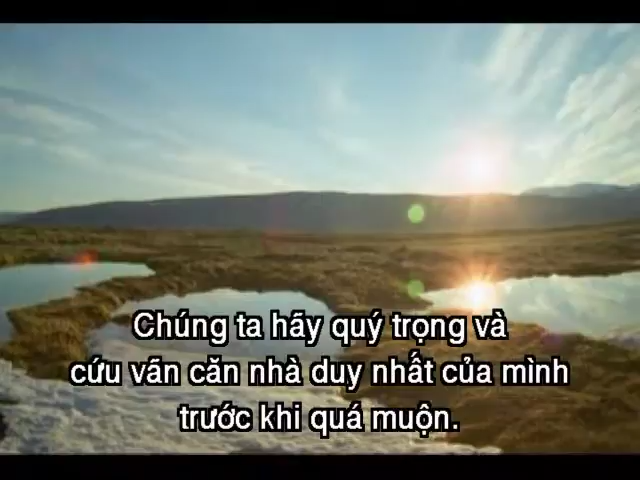 Chúng ta hãy quý trọng và
cứu vãn căn nhà duy nhất của mình
trước khi quá muộn.